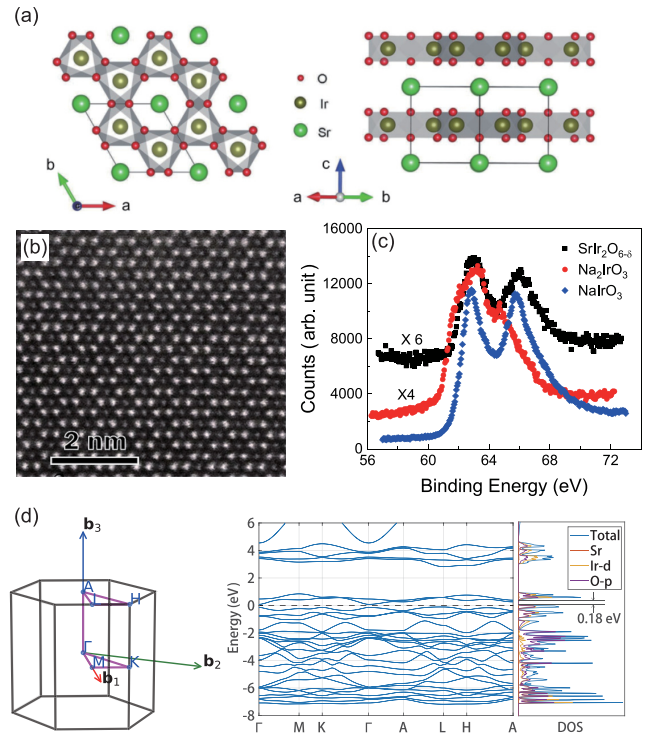 (a)
O
Ir
Sr
b
a
c
a
b
(b)
2 nm
(c)
16000
12000
8000
4000
0
Counts (arb. unit)
SrIr₂O₆₋δ
Na₂IrO₃
NaIrO₃
X 6
X4
56 60 64 68 72
Binding Energy (eV)
(d)
b₃
A
L
H
Γ
M
K
b₂
b₁
6
4
2
0
-2
-4
-6
-8
Energy (eV)
Γ M K Γ A L H A
Total
Sr
Ir-d
O-p
0.18 eV
DOS